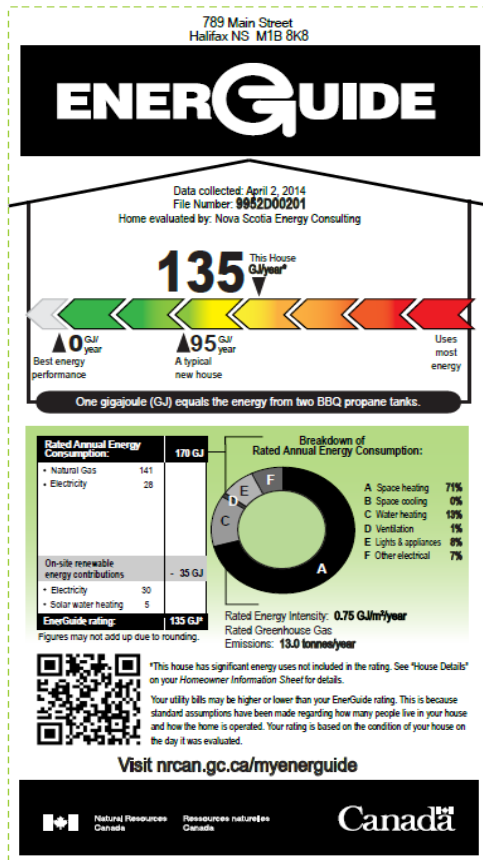 789 Main Street
Halifax NS  M1B 8K8
ENERGUIDE
Data collected: April 2, 2014
File Number: 9952D00201
Home evaluated by: Nova Scotia Energy Consulting
135 This House
GJ/year*
0 GJ/
year
Best energy
performance
95 GJ/
year
A typical
new house
Uses
most
energy
One gigajoule (GJ) equals the energy from two BBQ propane tanks.
Rated Annual Energy
Consumption: 170 GJ
• Natural Gas 141
• Electricity 28
On-site renewable
energy contributions - 35 GJ
• Electricity 30
• Solar water heating 5
EnerGuide rating: 135 GJ*
Figures may not add up due to rounding.
Breakdown of
Rated Annual Energy Consumption:
F
E
D
C
A
A Space heating 71%
B Space cooling 0%
C Water heating 13%
D Ventilation 1%
E Lights & appliances 8%
F Other electrical 7%
Rated Energy Intensity: 0.75 GJ/m²/year
Rated Greenhouse Gas
Emissions: 13.0 tonnes/year
*This house has significant energy uses not included in the rating. See "House Details"
on your Homeowner Information Sheet for details.
Your utility bills may be higher or lower than your EnerGuide rating. This is because
standard assumptions have been made regarding how many people live in your house
and how the home is operated. Your rating is based on the condition of your house on
the day it was evaluated.
Visit nrcan.gc.ca/myenerguide
Natural Resources
Canada
Ressources naturelles
Canada
Canada